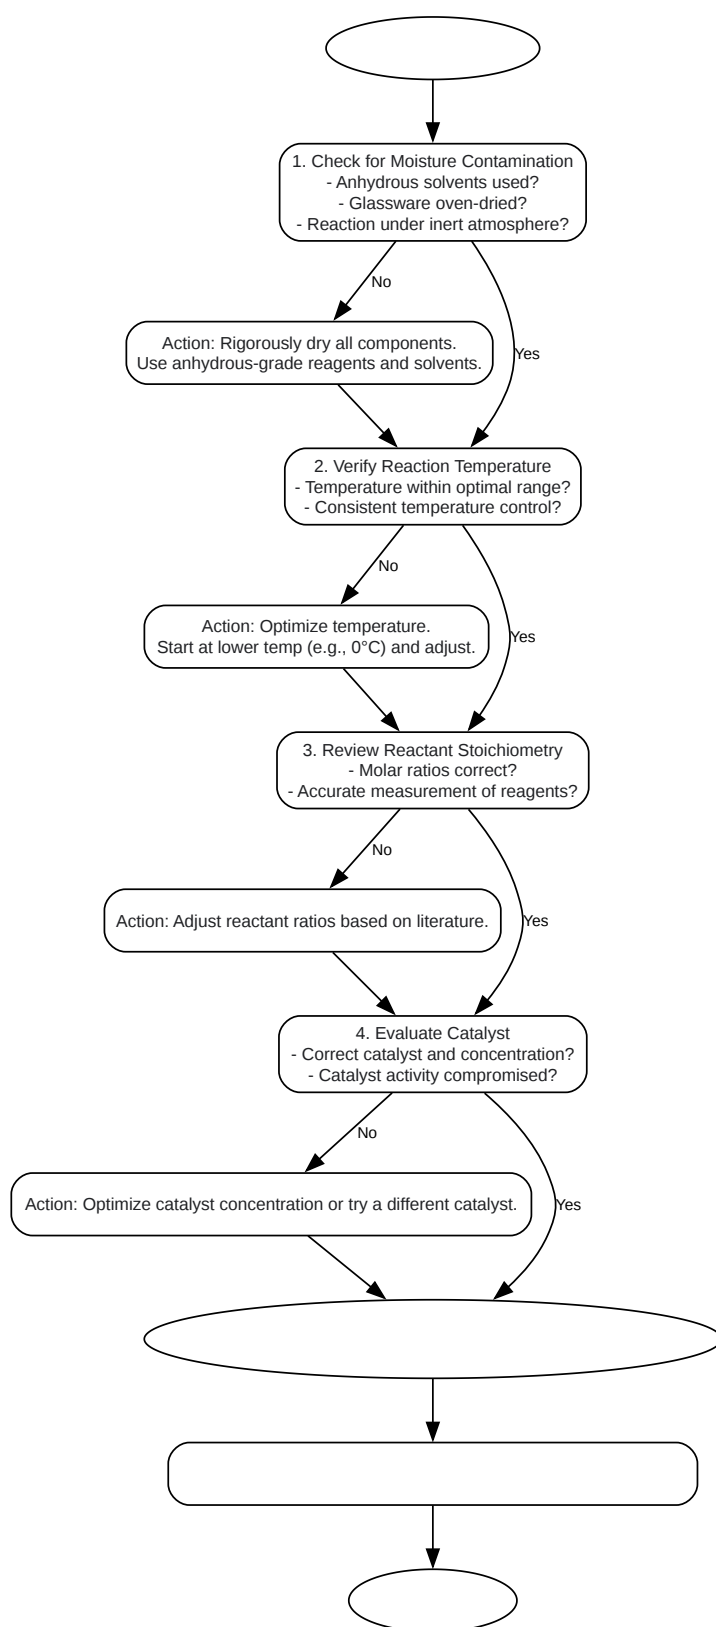 1. Check for Moisture Contamination
- Anhydrous solvents used?
- Glassware oven-dried?
- Reaction under inert atmosphere?
No
Action: Rigorously dry all components.
Use anhydrous-grade reagents and solvents.
Yes
2. Verify Reaction Temperature
- Temperature within optimal range?
- Consistent temperature control?
No
Action: Optimize temperature.
Start at lower temp (e.g., 0°C) and adjust.
Yes
3. Review Reactant Stoichiometry
- Molar ratios correct?
- Accurate measurement of reagents?
No
Action: Adjust reactant ratios based on literature.
Yes
4. Evaluate Catalyst
- Correct catalyst and concentration?
- Catalyst activity compromised?
No
Action: Optimize catalyst concentration or try a different catalyst.
Yes